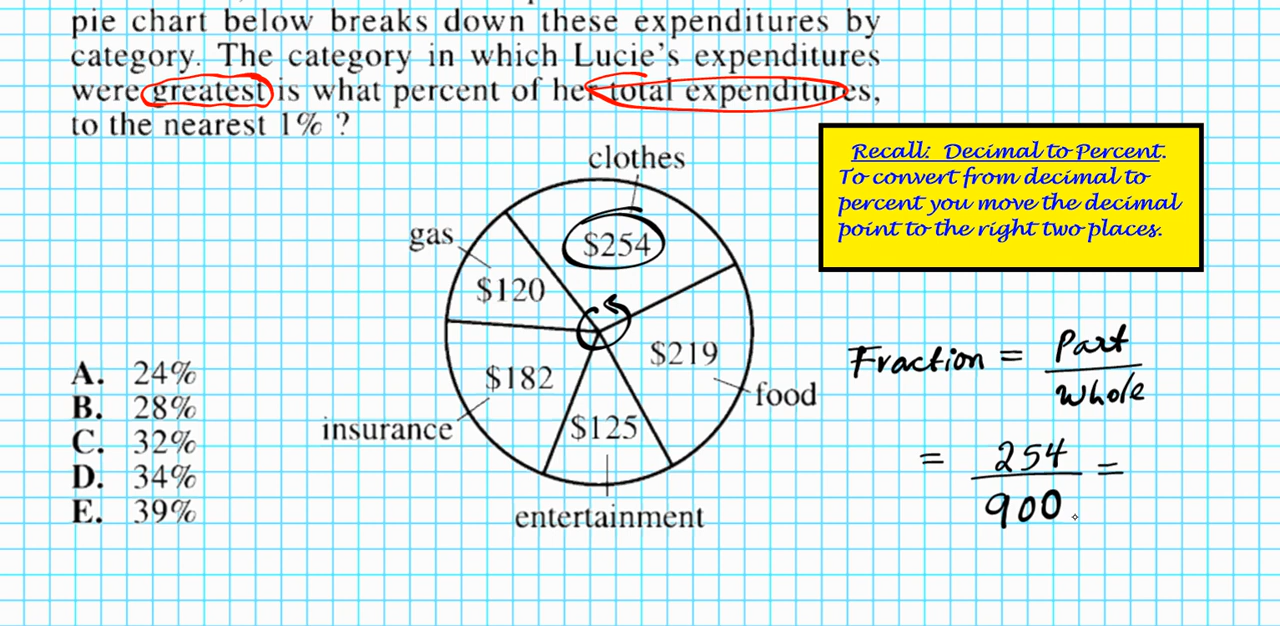 pie chart below breaks down these expenditures by
category. The category in which Lucie's expenditures
were greatest is what percent of her total expenditures,
to the nearest 1% ?
Recall: Decimal to Percent.
To convert from decimal to
percent you move the decimal
point to the right two places.
clothes
gas
$254
$120
$219
$182
food
insurance
$125
entertainment
A. 24%
B. 28%
C. 32%
D. 34%
E. 39%
Fraction = Part
Whole
= 254 =
900